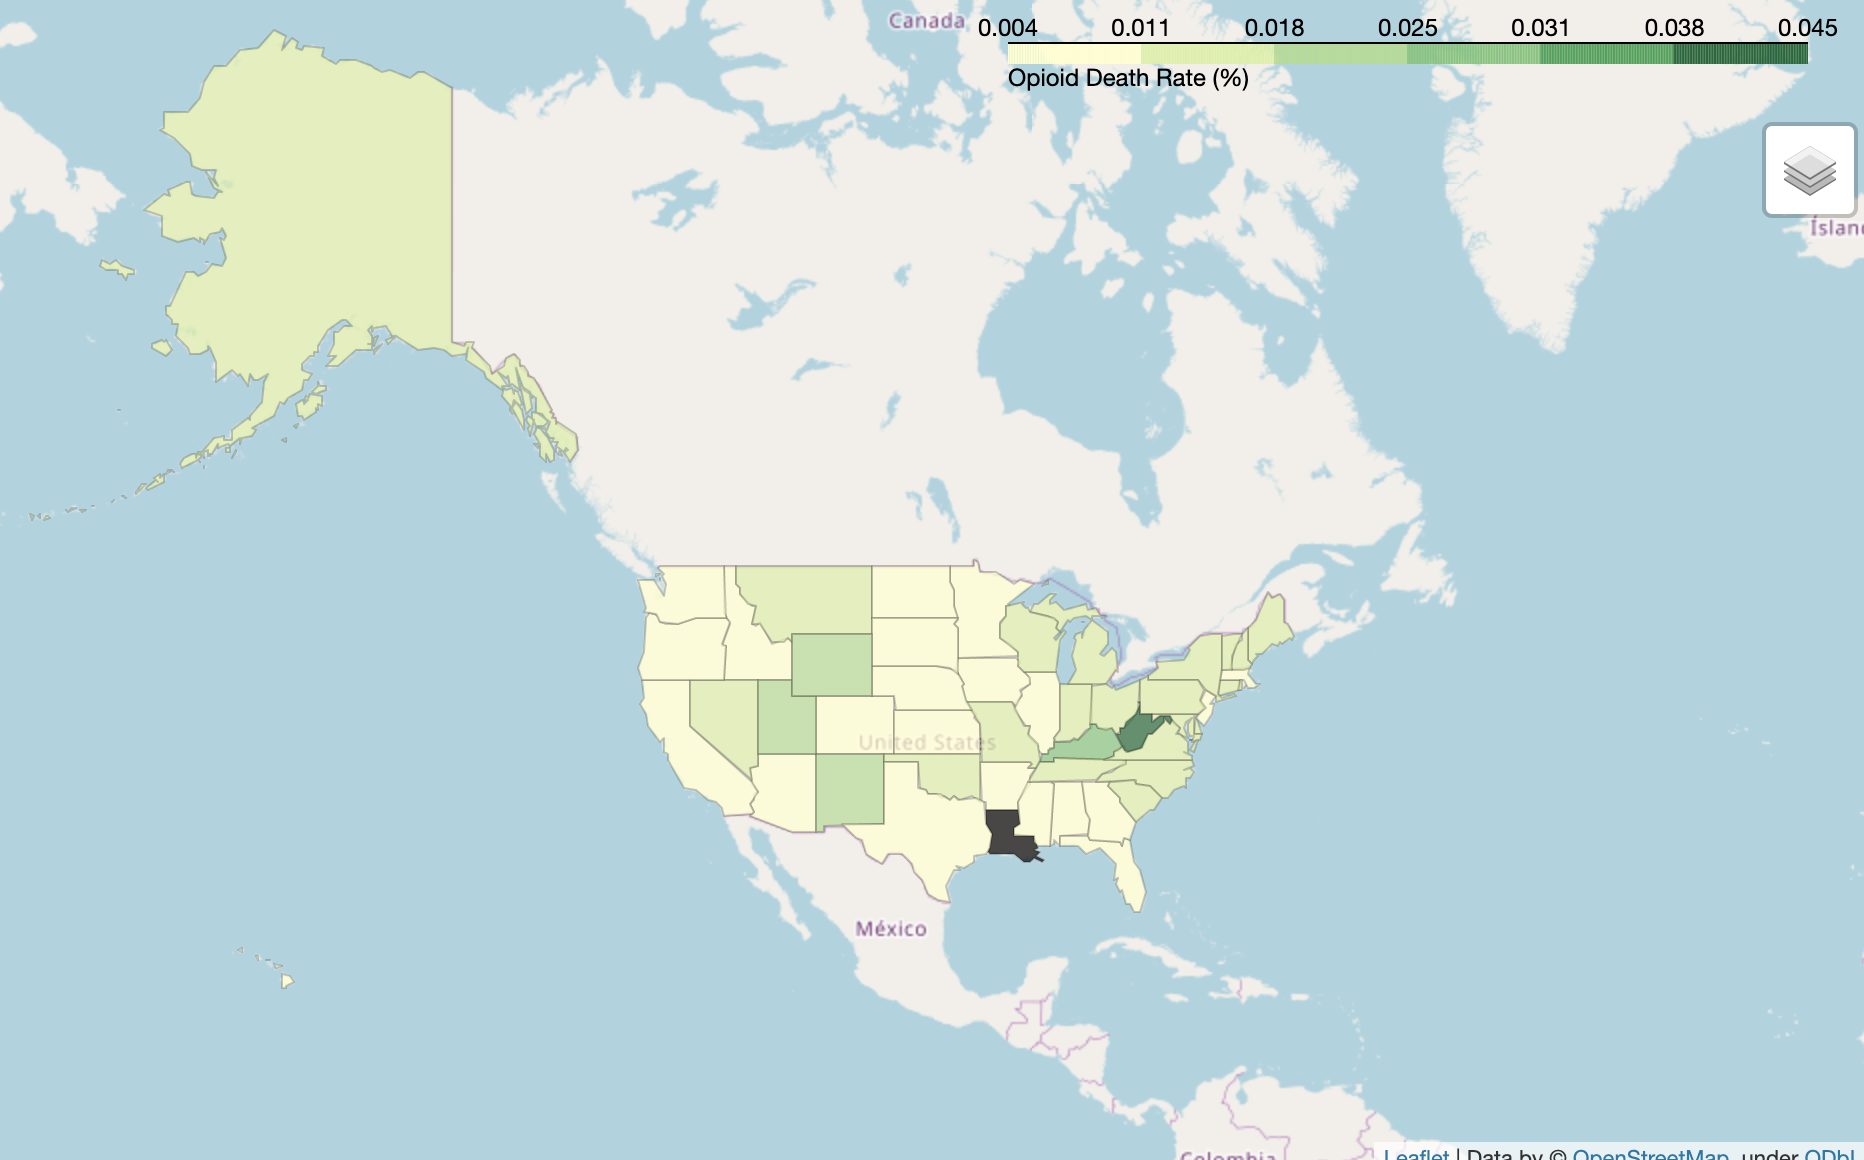 Canada
0.004 0.011 0.018 0.025 0.031 0.038 0.045
Opioid Death Rate (%)
United States
México
Leaflet | Data by © OpenStreetMap, under ODbL